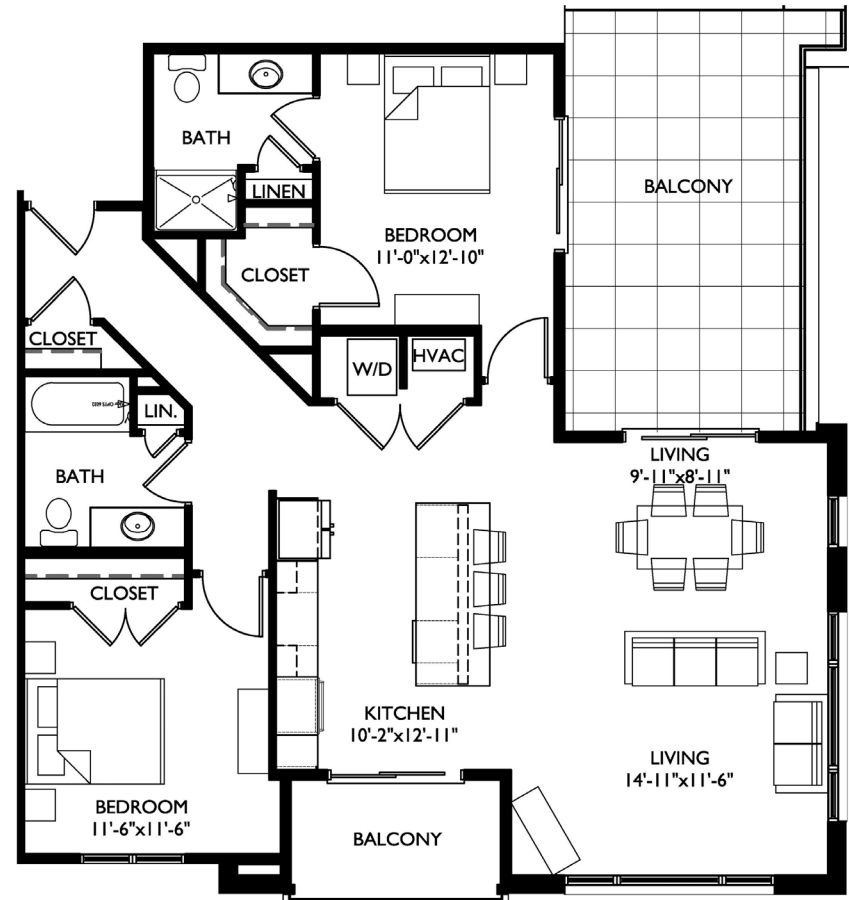 BATH
LINEN
BALCONY
BEDROOM
11'-0"x12'-10"
CLOSET
CLOSET
W/D
HVAC
LIN.
LIVING
9'-11"x8'-11"
BATH
CLOSET
KITCHEN
10'-2"x12'-11"
LIVING
14'-11"x11'-6"
BEDROOM
11'-6"x11'-6"
BALCONY